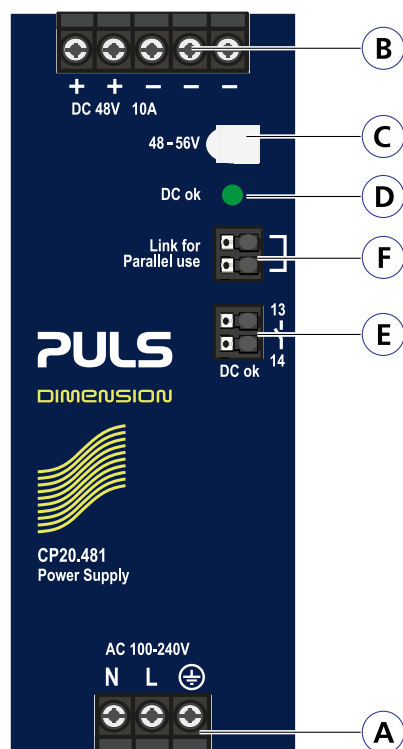 B
+ + – – –
DC 48V 10A
C
48–56V
DC ok
D
Link for
Parallel use
F
13
E
14
DC ok
PULS
DIMENSION
CP20.481
Power Supply
AC 100-240V
N L
A